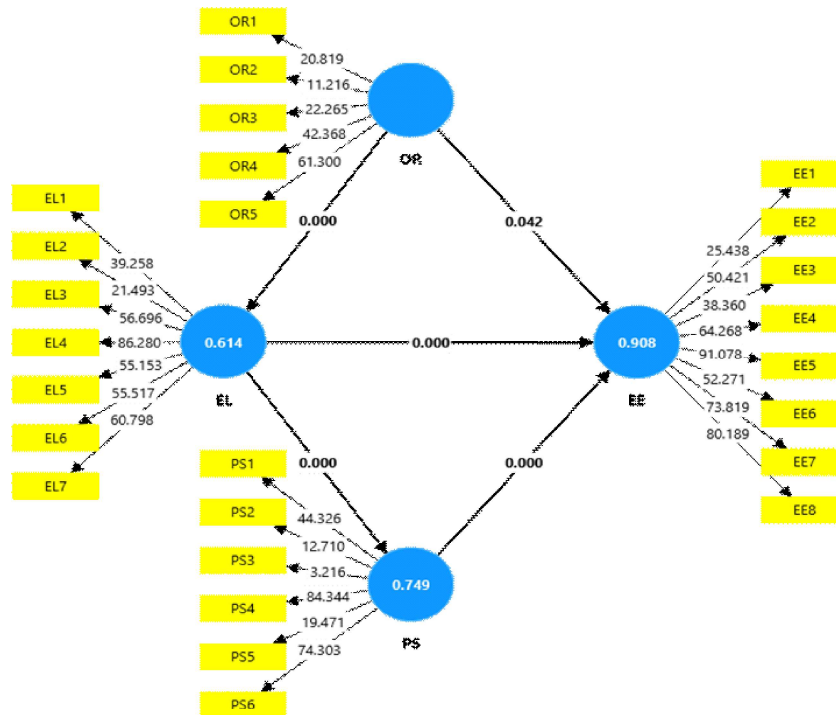 OR1
OR2
OR3
OR4
OR5
20.819
11.216
22.265
42.368
61.300
OR
0.000
0.042
EL1
EL2
EL3
EL4
EL5
EL6
EL7
39.258
21.493
56.696
86.280
55.153
55.517
60.798
0.614
EL
0.000
0.908
EE
EE1
EE2
EE3
EE4
EE5
EE6
EE7
EE8
25.438
50.421
38.360
64.268
91.078
52.271
73.819
80.189
0.000
0.000
PS1
PS2
PS3
PS4
PS5
PS6
44.326
12.710
3.216
84.344
19.471
74.303
0.749
PS